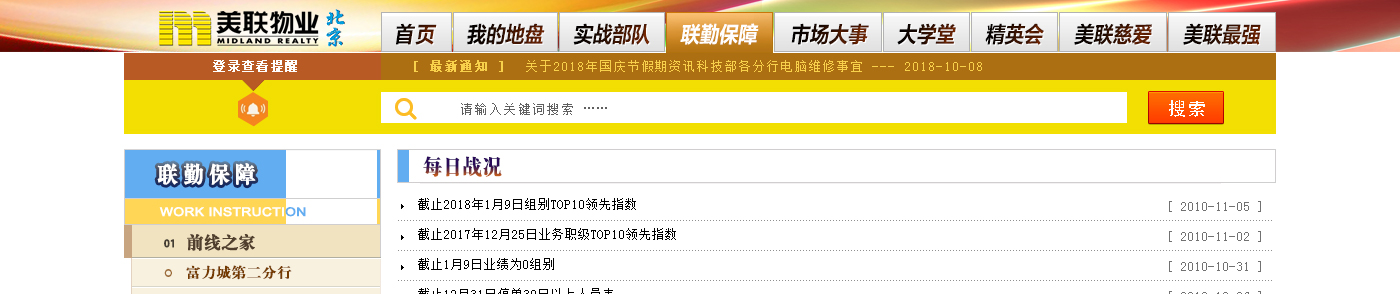 美联物业 北京
MIDLAND REALTY
首页 我的地盘 实战部队 联勤保障 市场大事 大学堂 精英会 美联慈爱 美联最强
登录查看提醒
[ 最新通知 ] 关于2018年国庆节假期资讯科技部各分行电脑维修事宜 --- 2018-10-08
请输入关键词搜索 ……
搜索
联勤保障
WORK INSTRUCTION
01 前线之家
富力城第二分行
每日战况
截止2018年1月9日组别TOP10领先指数 [ 2010-11-05 ]
截止2017年12月25日业务职级TOP10领先指数 [ 2010-11-02 ]
截止1月9日业绩为0组别 [ 2010-10-31 ]